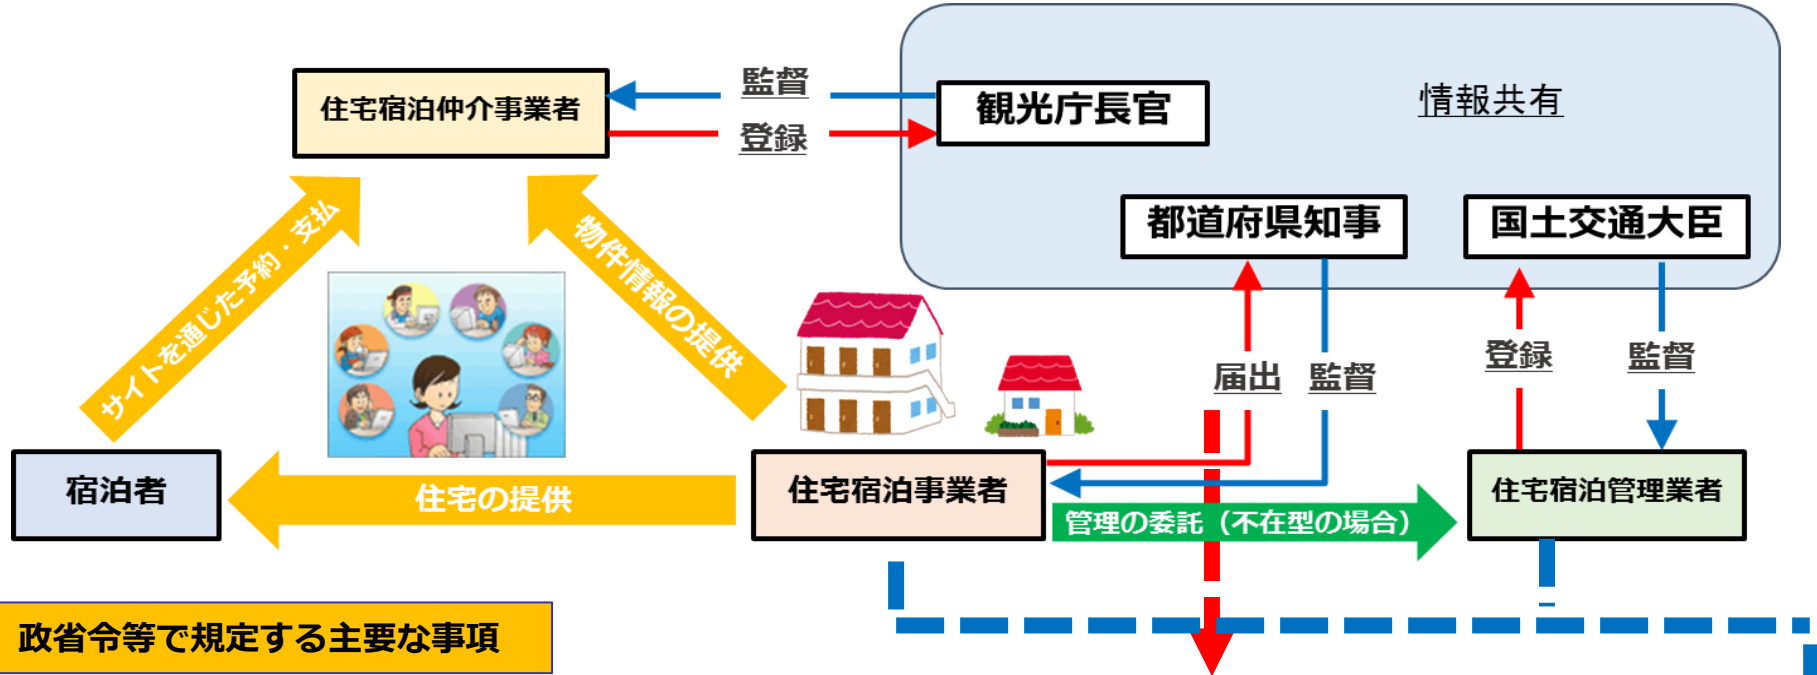 監督
住宅宿泊仲介事業者
観光庁長官
情報共有
登録
都道府県知事
国土交通大臣
サイトを通じた予約・支払
物件情報の提供
届出
監督
登録
監督
宿泊者
住宅の提供
住宅宿泊事業者
管理の委託（不在型の場合）
住宅宿泊管理業者
政省令等で規定する主要な事項